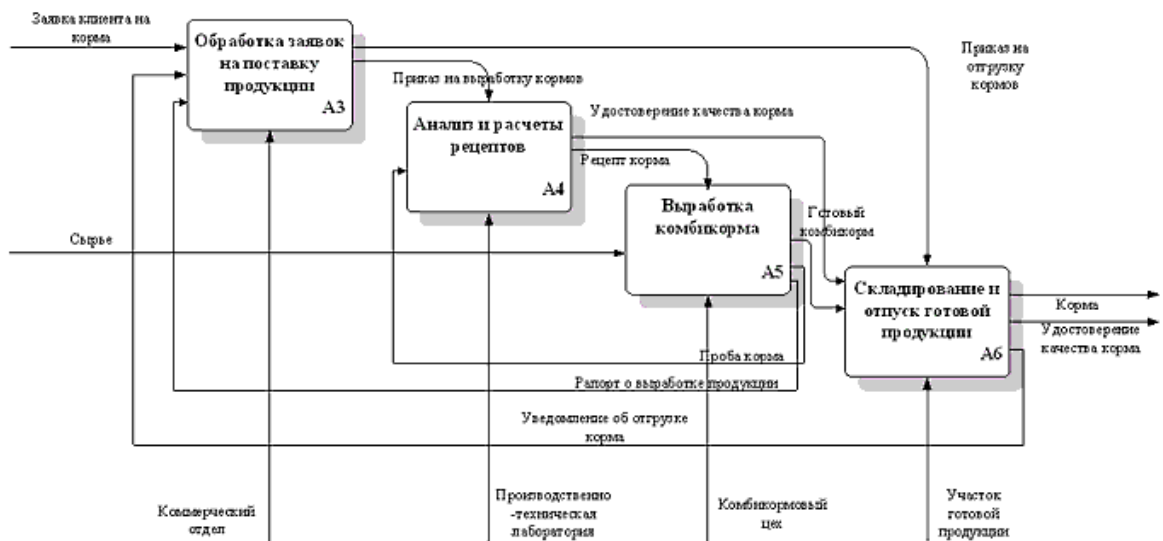 Заявка клиента на
корма
Обработка заявок
на поставку
продукции
A3
Приказ на
отгрузку
кормов
Приказ на выработку кормов
Удостоверение качества корма
Анализ и расчеты
рецептов
A4
Рецепт корма
Выработка
комбикорма
A5
Готовый
комбикорм
Сырье
Складирование и
отпуск готовой
продукции
A6
Корма
Удостоверение
качества корма
Проба корма
Рапорт о выработке продукции
Уведомление об отгрузке
корма
Коммерческий
отдел
Производственно
-техническая
лаборатория
Комбикормовый
цех
Участок
готовой
продукции